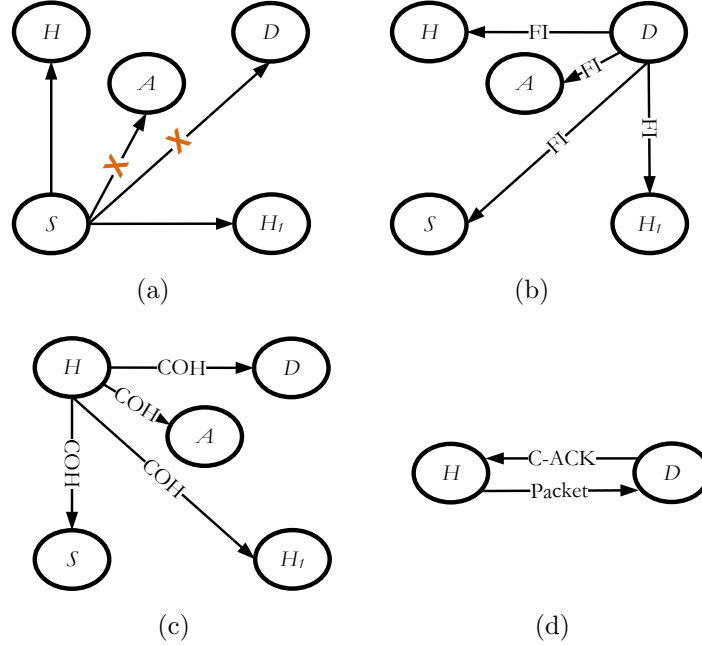 H
D
A
X
X
S
H₁
(a)
H
FI
D
A
FI
FI
FI
S
H₁
(b)
H
COH
D
COH
A
COH
COH
S
H₁
(c)
H
C-ACK
D
Packet
(d)